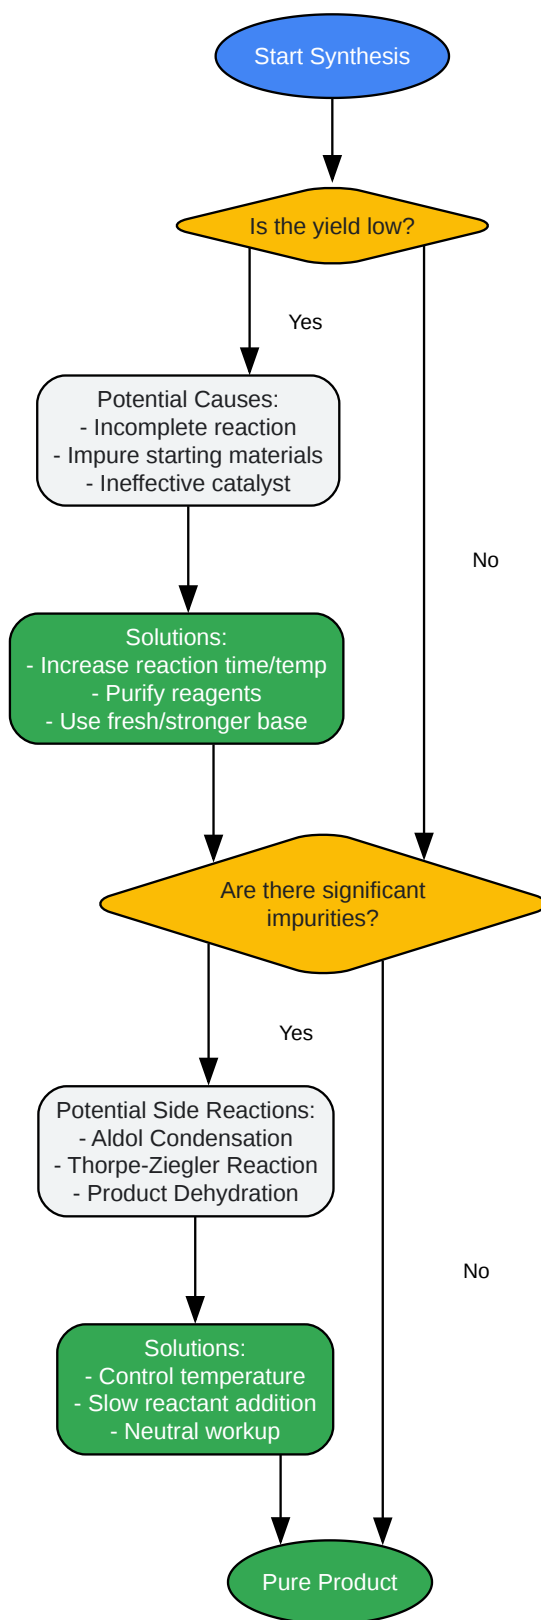 Start Synthesis
Is the yield low?
Yes
Potential Causes:
- Incomplete reaction
- Impure starting materials
- Ineffective catalyst
No
Solutions:
- Increase reaction time/temp
- Purify reagents
- Use fresh/stronger base
Are there significant
impurities?
Yes
Potential Side Reactions:
- Aldol Condensation
- Thorpe-Ziegler Reaction
- Product Dehydration
No
Solutions:
- Control temperature
- Slow reactant addition
- Neutral workup
Pure Product